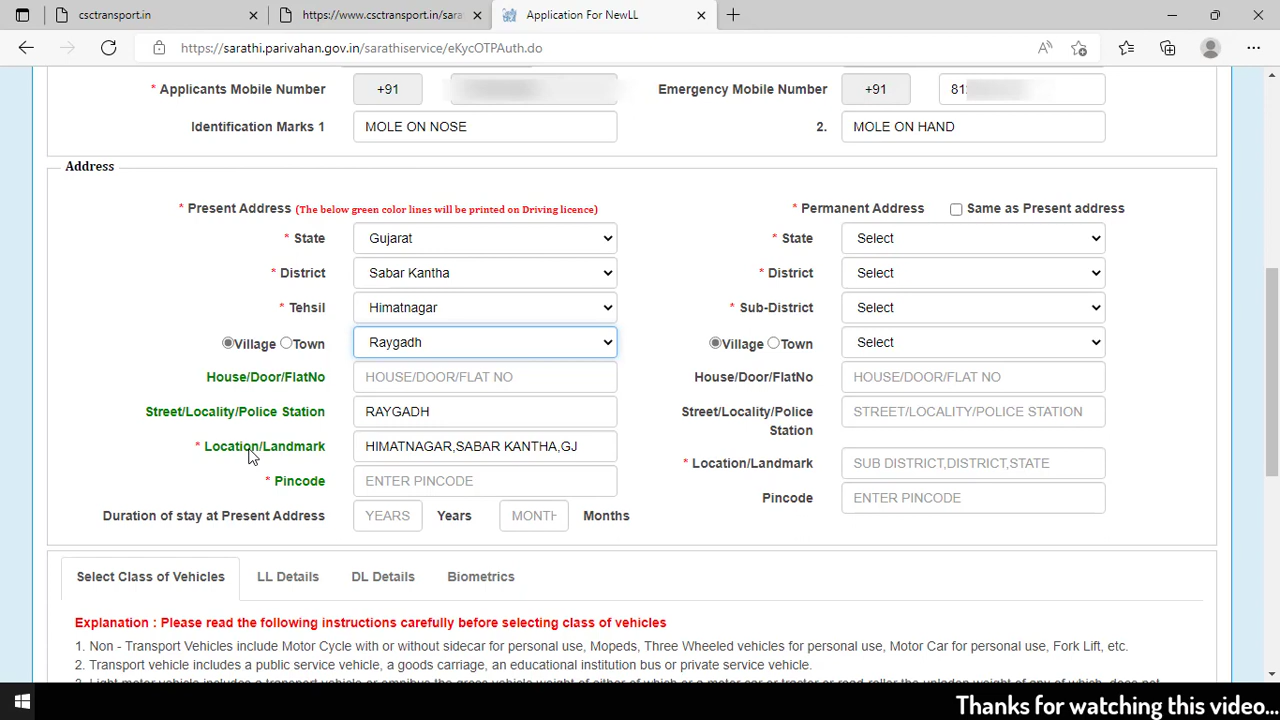 csctransport.in
https://www.csctransport.in/sara
Application For NewLL
https://sarathi.parivahan.gov.in/sarathiservice/eKycOTPAuth.do
* Applicants Mobile Number +91 Emergency Mobile Number +91 81
Identification Marks 1 MOLE ON NOSE 2. MOLE ON HAND
Address
* Present Address (The below green color lines will be printed on Driving licence) * Permanent Address Same as Present address
* State Gujarat * State Select
* District Sabar Kantha * District Select
* Tehsil Himatnagar * Sub-District Select
Village Town Raygadh Village Town Select
House/Door/FlatNo HOUSE/DOOR/FLAT NO House/Door/FlatNo HOUSE/DOOR/FLAT NO
Street/Locality/Police Station RAYGADH Street/Locality/Police STREET/LOCALITY/POLICE STATION
Station
* Location/Landmark HIMATNAGAR,SABAR KANTHA,GJ * Location/Landmark SUB DISTRICT,DISTRICT,STATE
* Pincode ENTER PINCODE Pincode ENTER PINCODE
Duration of stay at Present Address YEARS Years MONTH Months
Select Class of Vehicles LL Details DL Details Biometrics
Explanation : Please read the following instructions carefully before selecting class of vehicles
1. Non - Transport Vehicles include Motor Cycle with or without sidecar for personal use, Mopeds, Three Wheeled vehicles for personal use, Motor Car for personal use, Fork Lift, etc.
2. Transport vehicle includes a public service vehicle, a goods carriage, an educational institution bus or private service vehicle.
Thanks for watching this video...